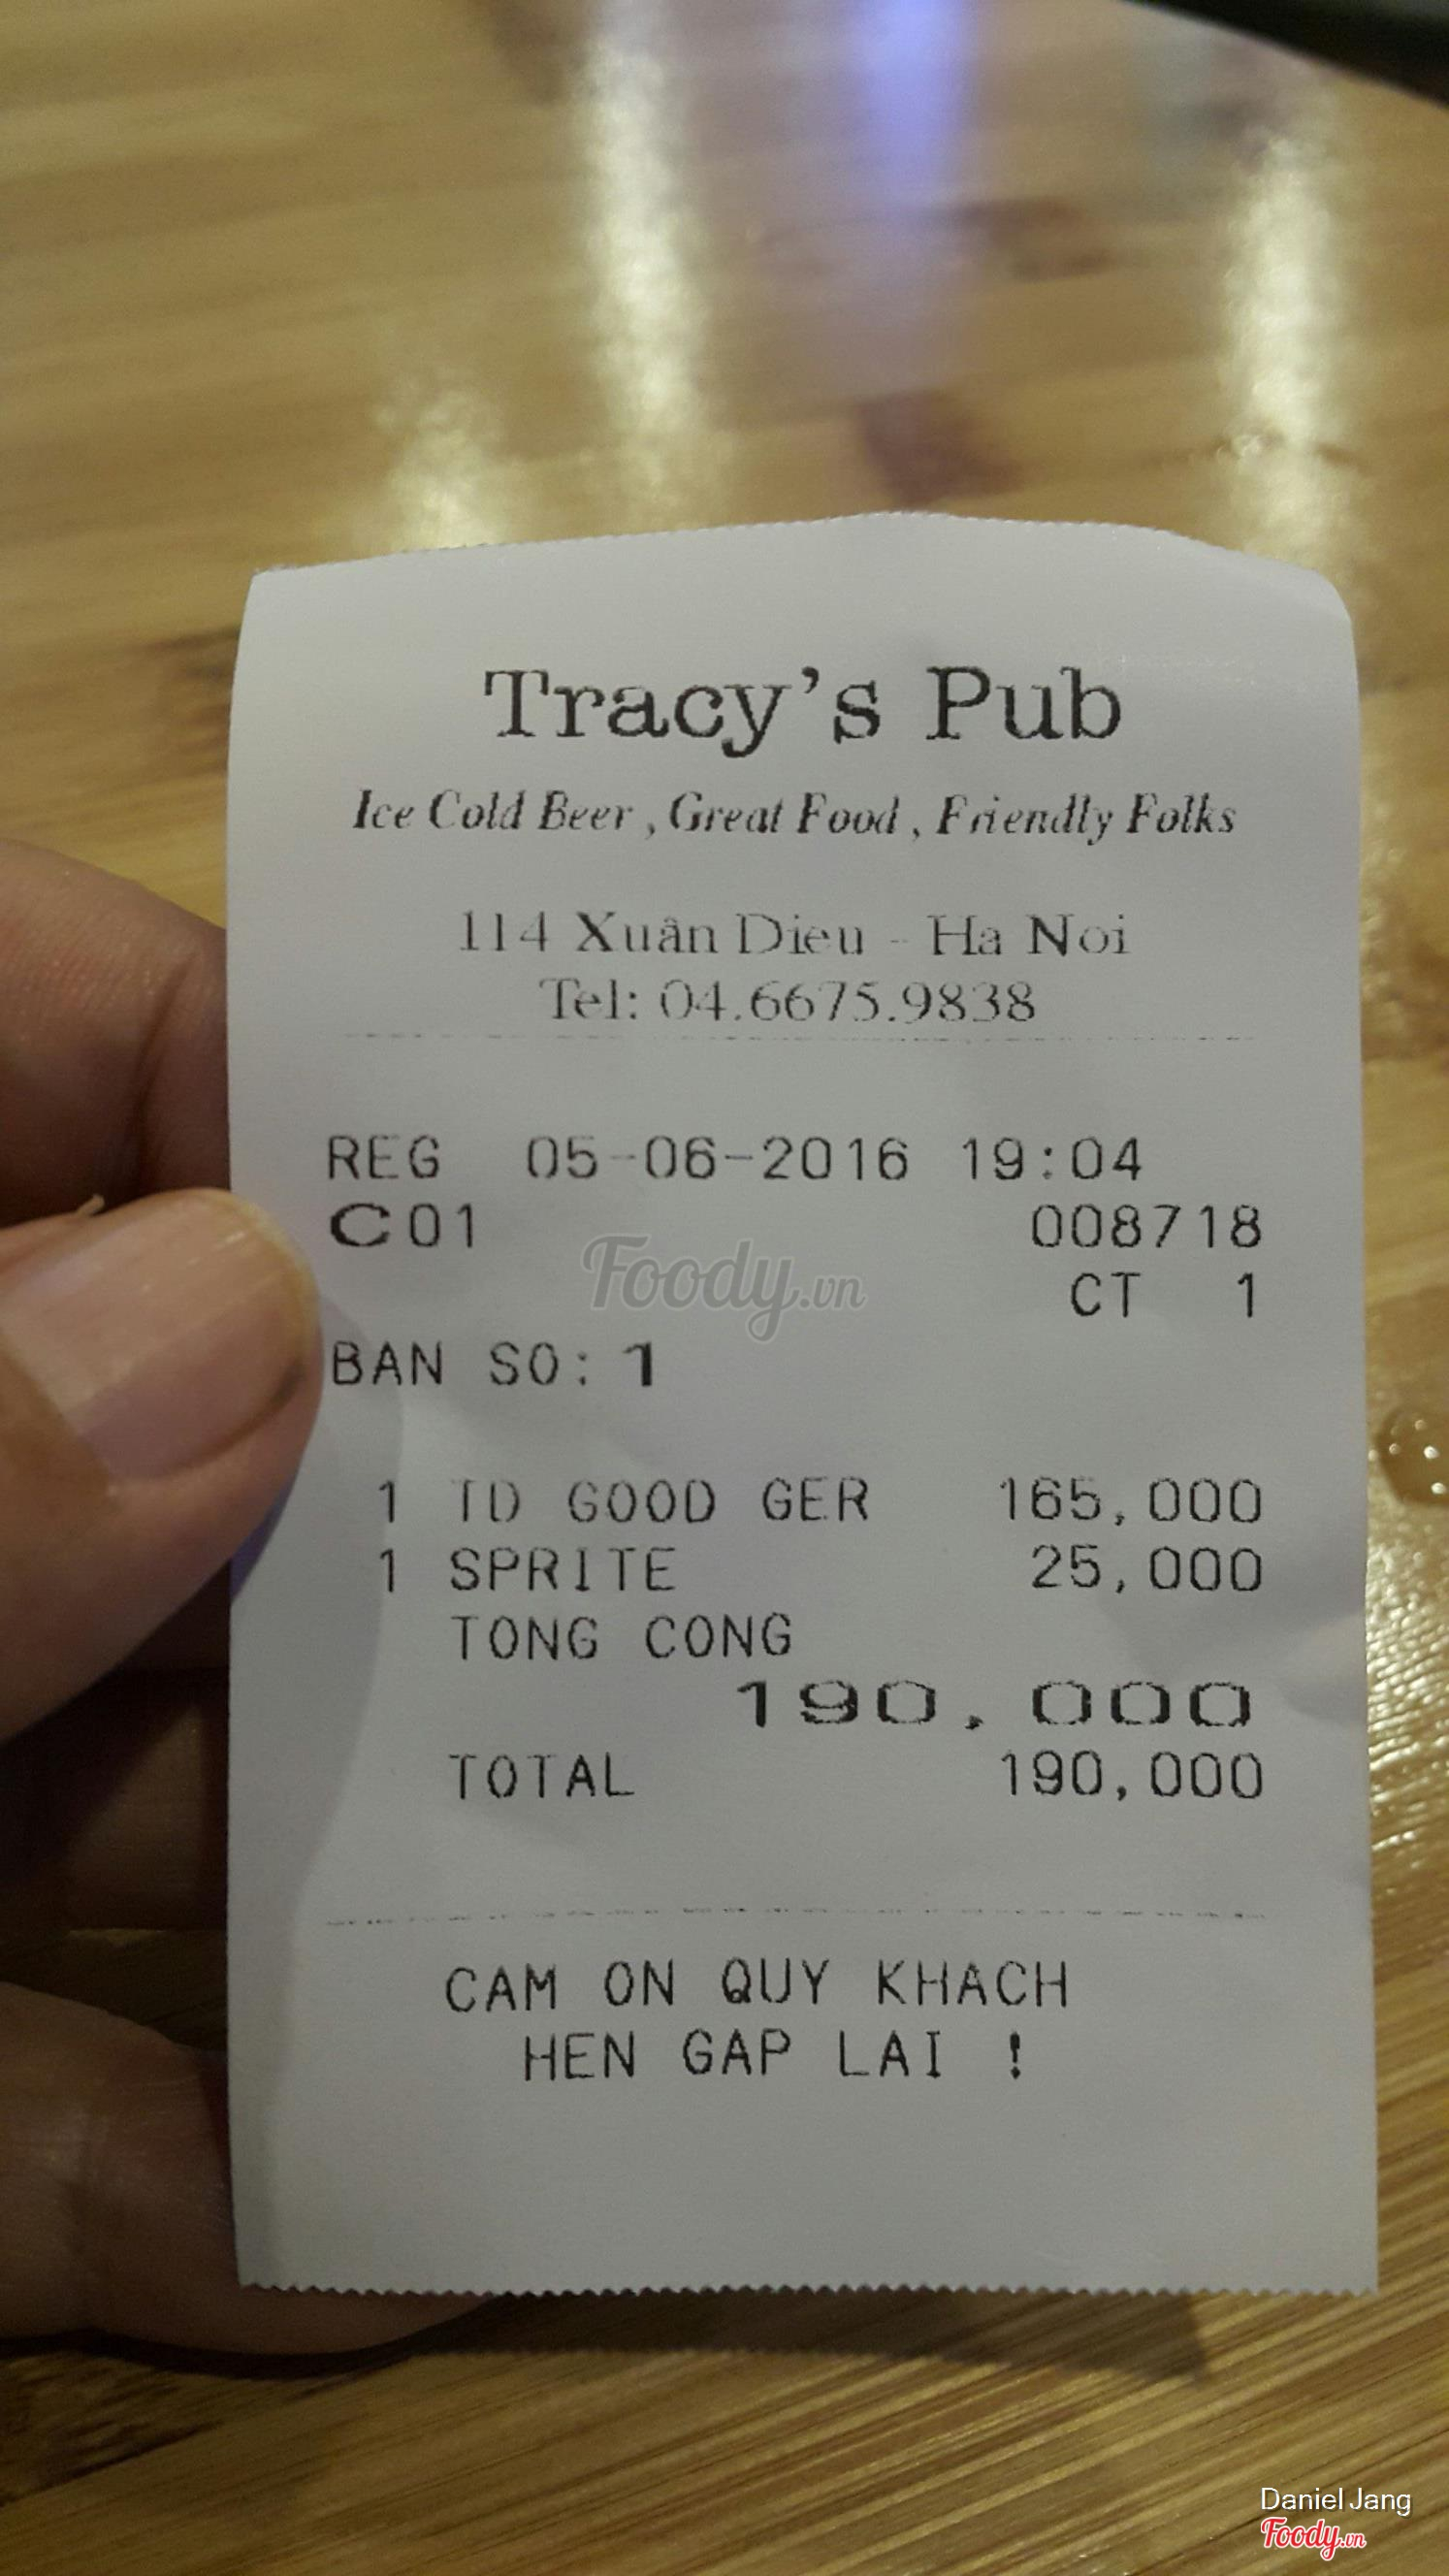 Tracy's Pub
Ice Cold Beer , Great Food , Friendly Folks
114 Xuân Dieu - Ha Noi
Tel: 04.6675.9838
REG 05-06-2016 19:04
C01 008718
CT 1
BAN SO: 1
1 TD GOOD GER 165,000
1 SPRITE 25,000
TONG CONG
190.000
TOTAL 190,000
CAM ON QUY KHACH
HEN GAP LAI !
Foody.vn
Daniel Jang
Foody.vn